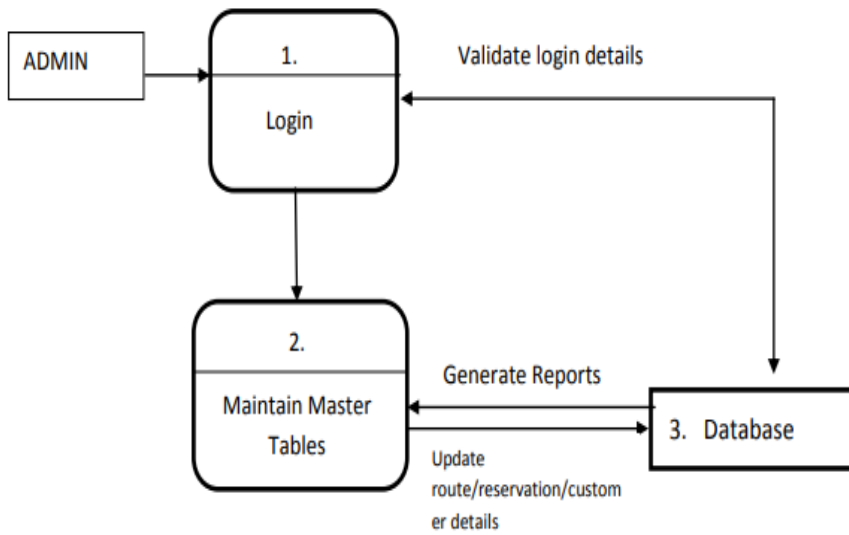 ADMIN
1.
Validate login details
Login
2.
Generate Reports
Maintain Master
Tables
3. Database
Update
route/reservation/custom
er details